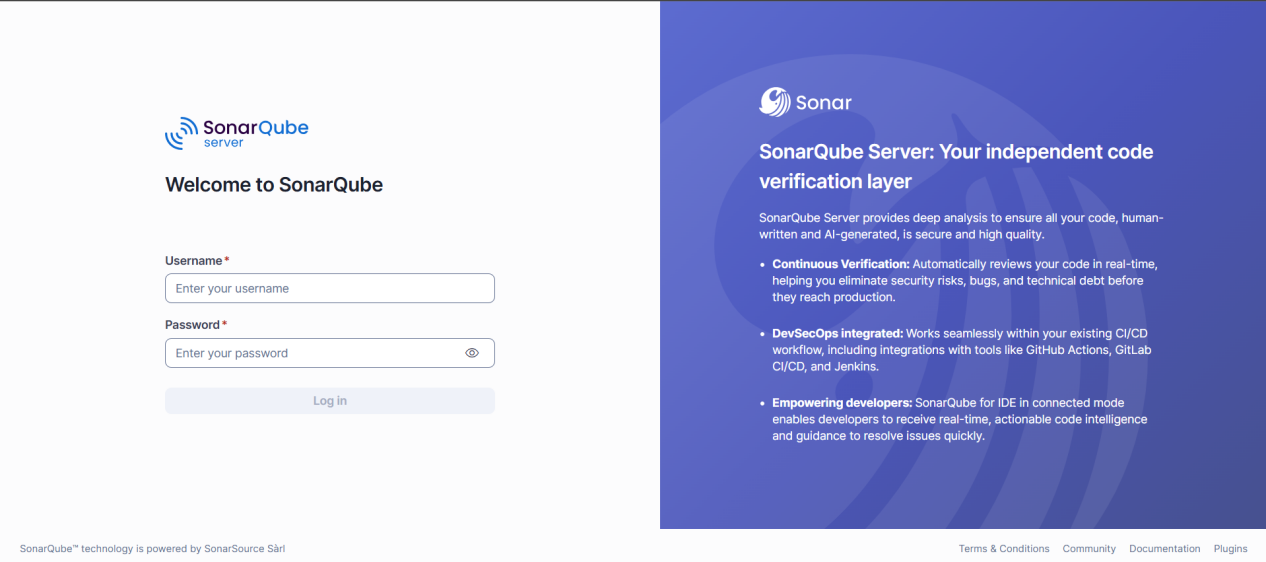 SonarQube
server
Welcome to SonarQube
Username*
Enter your username
Password*
Enter your password
Log in
Sonar
SonarQube Server: Your independent code
verification layer
SonarQube Server provides deep analysis to ensure all your code, human-
written and AI-generated, is secure and high quality.
• Continuous Verification: Automatically reviews your code in real-time,
helping you eliminate security risks, bugs, and technical debt before
they reach production.
• DevSecOps integrated: Works seamlessly within your existing CI/CD
workflow, including integrations with tools like GitHub Actions, GitLab
CI/CD, and Jenkins.
• Empowering developers: SonarQube for IDE in connected mode
enables developers to receive real-time, actionable code intelligence
and guidance to resolve issues quickly.
SonarQube™ technology is powered by SonarSource Sàrl
Terms & Conditions Community Documentation Plugins